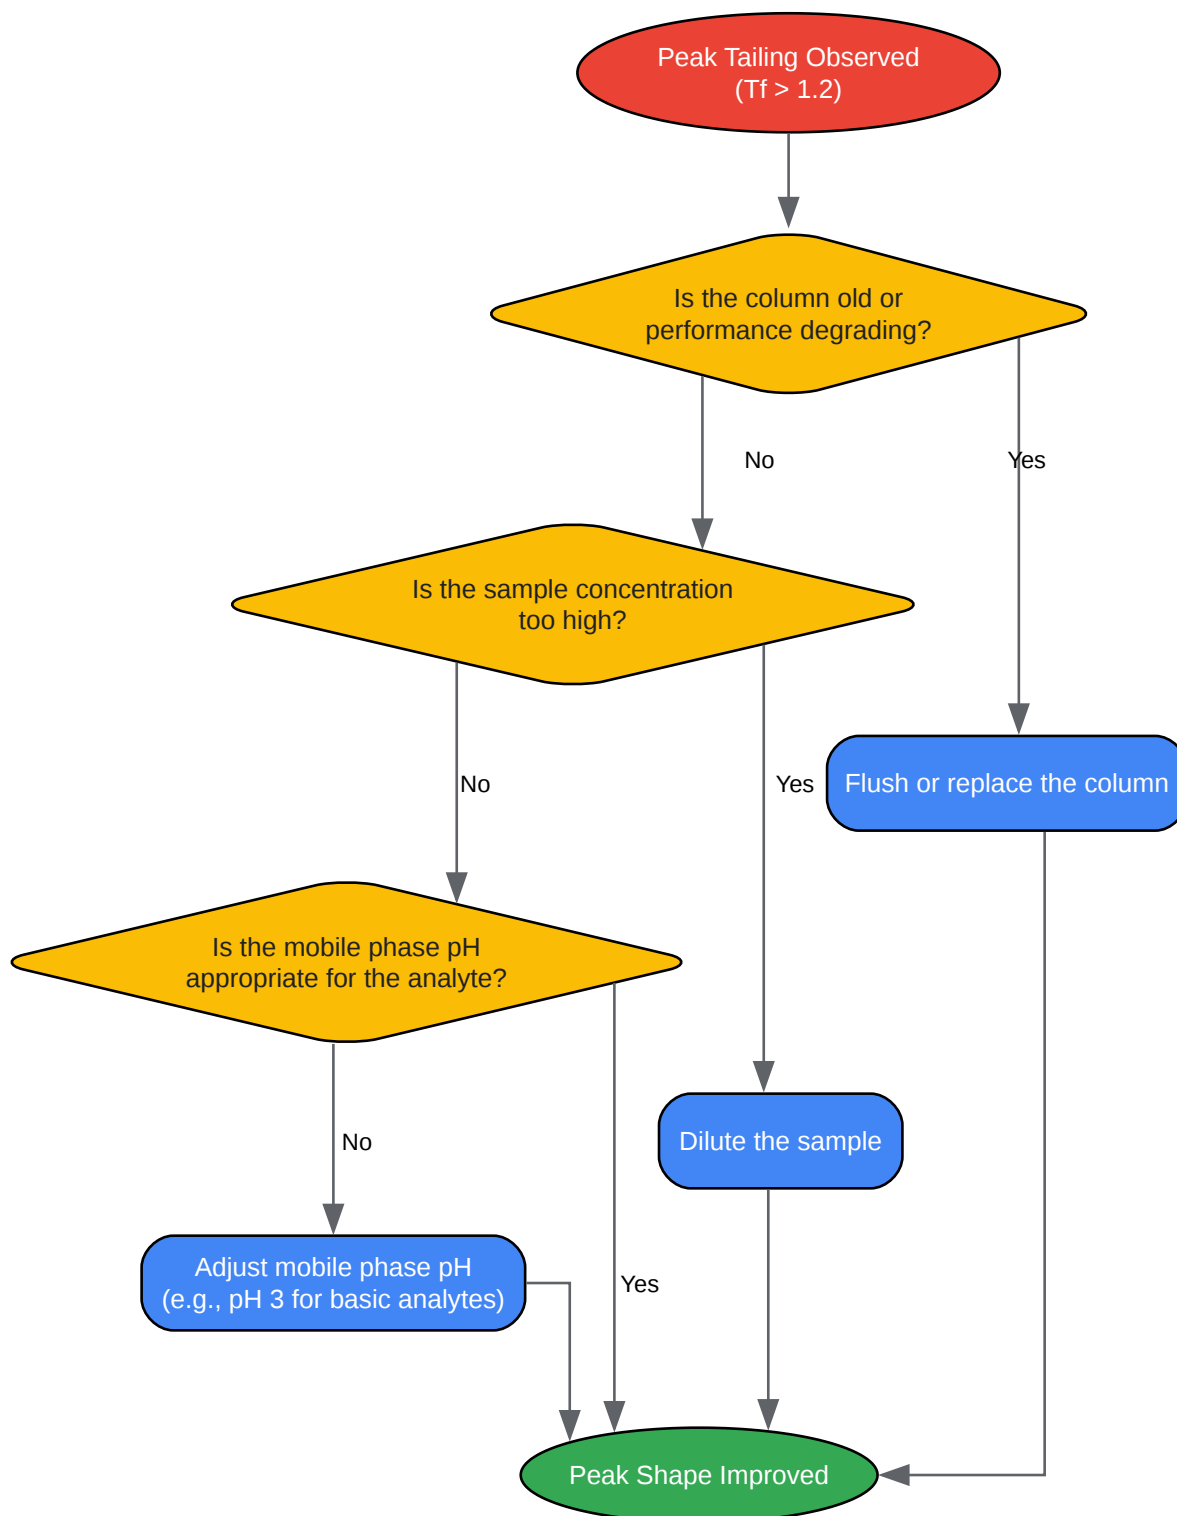 Peak Tailing Observed
(Tf > 1.2)
Is the column old or
performance degrading?
No
Yes
Is the sample concentration
too high?
No
Yes
Flush or replace the column
Is the mobile phase pH
appropriate for the analyte?
No
Dilute the sample
Adjust mobile phase pH
(e.g., pH 3 for basic analytes)
Yes
Peak Shape Improved